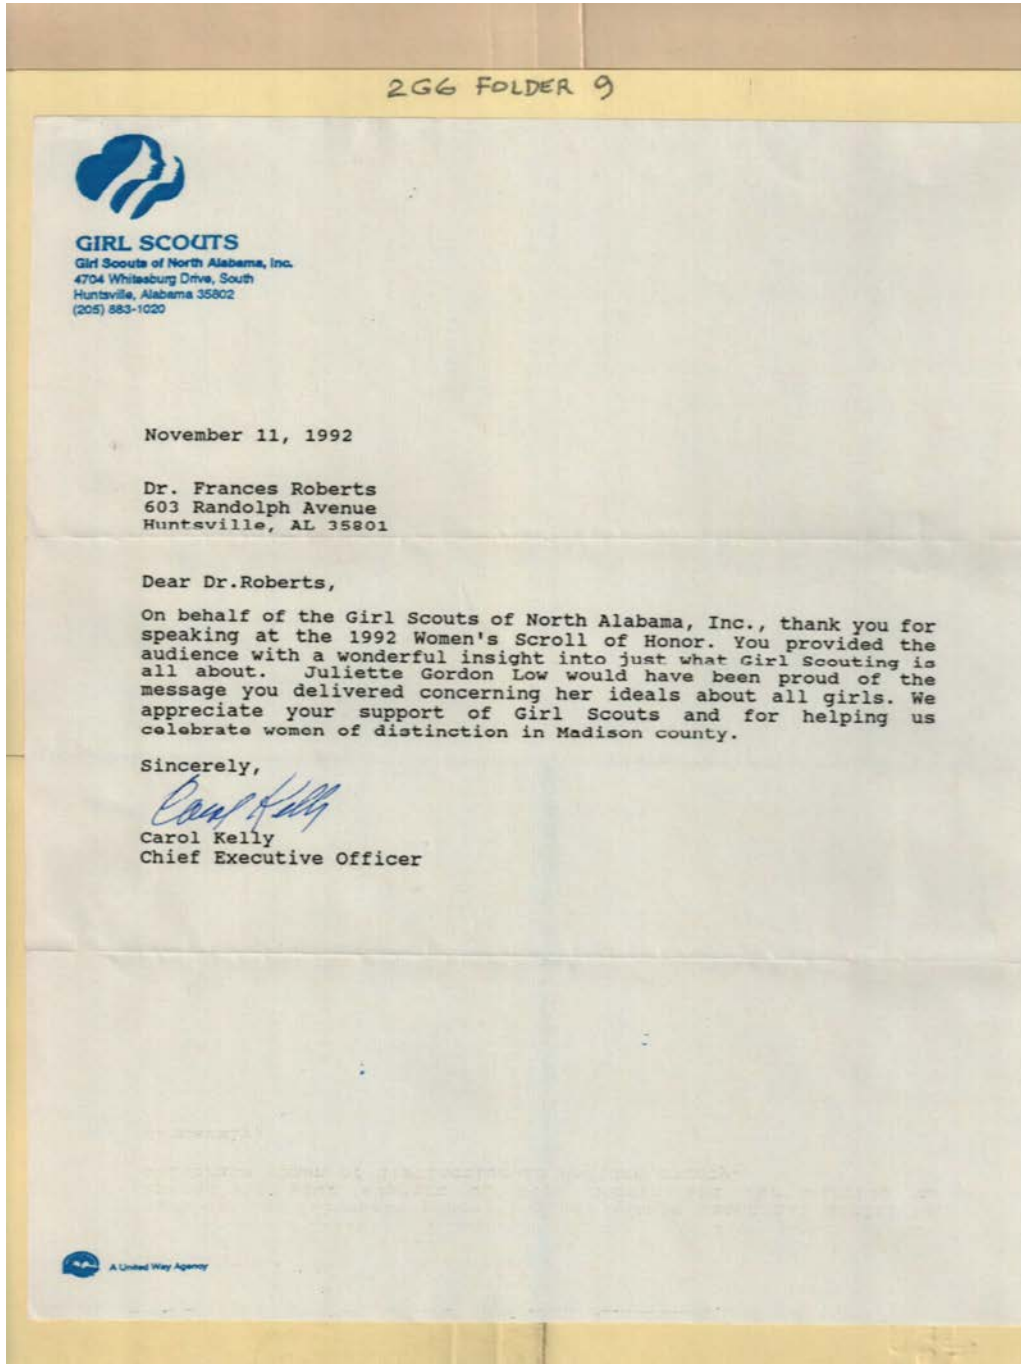 2GG FOLDER 9
GIRL SCOUTS
Girl Scouts of North Alabama, Inc.
4704 Whitesburg Drive, South
Huntsville, Alabama 35802
(205) 883-1020
November 11, 1992
Dr. Frances Roberts
603 Randolph Avenue
Huntsville, AL 35801
Dear Dr.Roberts,
On behalf of the Girl Scouts of North Alabama, Inc., thank you for
speaking at the 1992 Women's Scroll of Honor. You provided the
audience with a wonderful insight into just what Girl Scouting is
all about. Juliette Gordon Low would have been proud of the
message you delivered concerning her ideals about all girls. We
appreciate your support of Girl Scouts and for helping us
celebrate women of distinction in Madison county.
Sincerely,
Carol Kelly
Carol Kelly
Chief Executive Officer
A United Way Agency